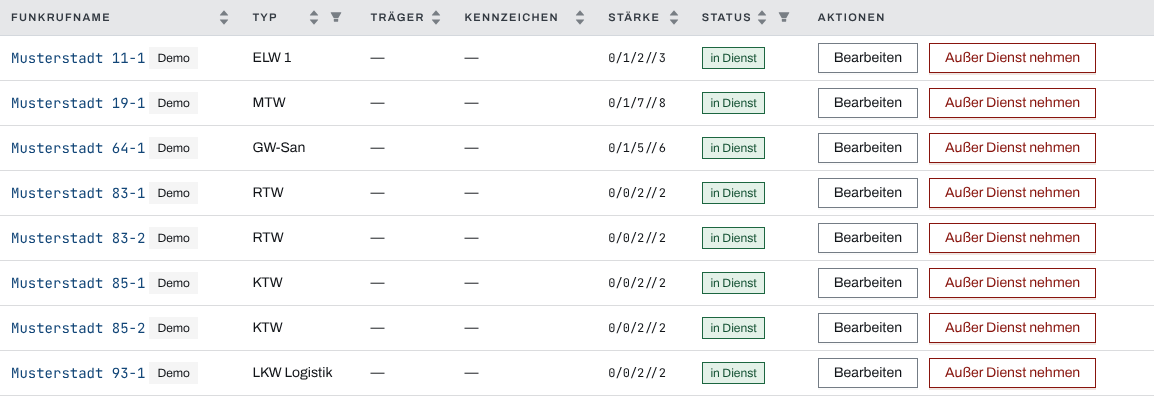 FUNKRUFNAME TYP TRÄGER KENNZEICHEN STÄRKE STATUS AKTIONEN
Musterstadt 11-1 Demo ELW 1 — — 0/1/2//3 in Dienst Bearbeiten Außer Dienst nehmen
Musterstadt 19-1 Demo MTW — — 0/1/7//8 in Dienst Bearbeiten Außer Dienst nehmen
Musterstadt 64-1 Demo GW-San — — 0/1/5//6 in Dienst Bearbeiten Außer Dienst nehmen
Musterstadt 83-1 Demo RTW — — 0/0/2//2 in Dienst Bearbeiten Außer Dienst nehmen
Musterstadt 83-2 Demo RTW — — 0/0/2//2 in Dienst Bearbeiten Außer Dienst nehmen
Musterstadt 85-1 Demo KTW — — 0/0/2//2 in Dienst Bearbeiten Außer Dienst nehmen
Musterstadt 85-2 Demo KTW — — 0/0/2//2 in Dienst Bearbeiten Außer Dienst nehmen
Musterstadt 93-1 Demo LKW Logistik — — 0/0/2//2 in Dienst Bearbeiten Außer Dienst nehmen